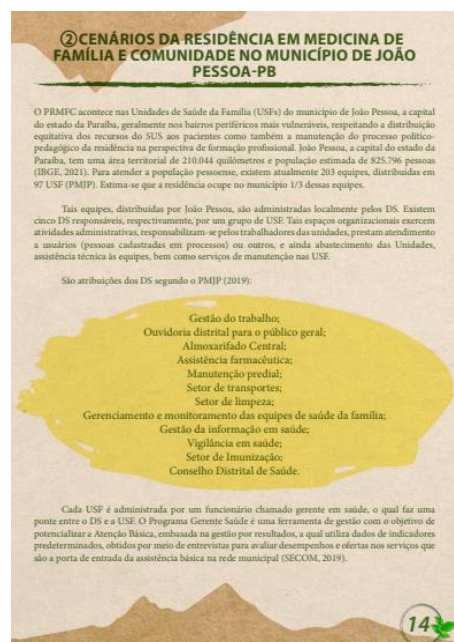 ②CENÁRIOS DA RESIDÊNCIA EM MEDICINA DE
FAMÍLIA E COMUNIDADE NO MUNICÍPIO DE JOÃO
PESSOA-PB
O PRMFC acontece nas Unidades de Saúde da Família (USFs) do município de João Pessoa, a capital
do estado da Paraíba, geralmente nos bairros periféricos mais vulneráveis, respeitando a distribuição
equitativa dos recursos do SUS aos pacientes como também a manutenção do processo político-
pedagógico da residência na perspectiva de formação profissional. João Pessoa, a capital do estado da
Paraíba, tem uma área territorial de 210.044 quilômetros e população estimada de 825.796 pessoas
(IBGE, 2021). Para atender a população pessoense, existem atualmente 203 equipes, distribuídas em
97 USF (PMJP). Estima-se que a residência ocupe no município 1/3 dessas equipes.
Tais equipes, distribuídas por João Pessoa, são administradas localmente pelos DS. Existem
cinco DS responsáveis, respectivamente, por um grupo de USF. Tais espaços organizacionais exercem
atividades administrativas, responsabilizam-se pelos trabalhadores das unidades, prestam atendimento
a usuários (pessoas cadastradas em processos) ou outros, e ainda abastecimento das Unidades,
assistência técnica às equipes, bem como serviços de manutenção nas USF.
São atribuições dos DS segundo o PMJP (2019):
Gestão do trabalho;
Ouvidoria distrital para o público geral;
Almoxarifado Central;
Assistência farmacêutica;
Manutenção predial;
Setor de transportes;
Setor de limpeza;
Gerenciamento e monitoramento das equipes de saúde da família;
Gestão da informação em saúde;
Vigilância em saúde;
Setor de Imunização;
Conselho Distrital de Saúde.
Cada USF é administrada por um funcionário chamado gerente em saúde, o qual faz uma
ponte entre o DS e a USF. O Programa Gerente Saúde é uma ferramenta de gestão com o objetivo de
potencializar a Atenção Básica, embasada na gestão por resultados, a qual utiliza dados de indicadores
predeterminados, obtidos por meio de entrevistas para avaliar desempenhos e ofertas nos serviços que
são a porta de entrada da assistência básica na rede municipal (SECOM, 2019).
14